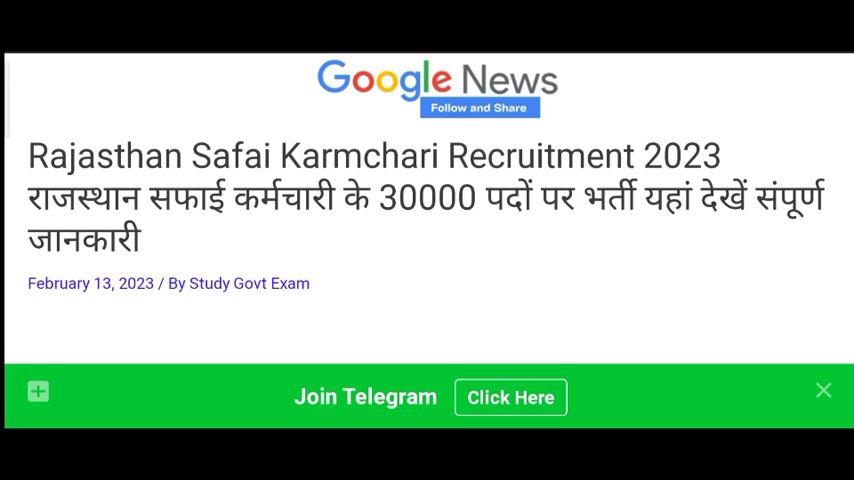 Google News
Follow and Share
Rajasthan Safai Karmchari Recruitment 2023
राजस्थान सफाई कर्मचारी के 30000 पदों पर भर्ती यहां देखें संपूर्ण
जानकारी
February 13, 2023 / By Study Govt Exam
Join Telegram Click Here